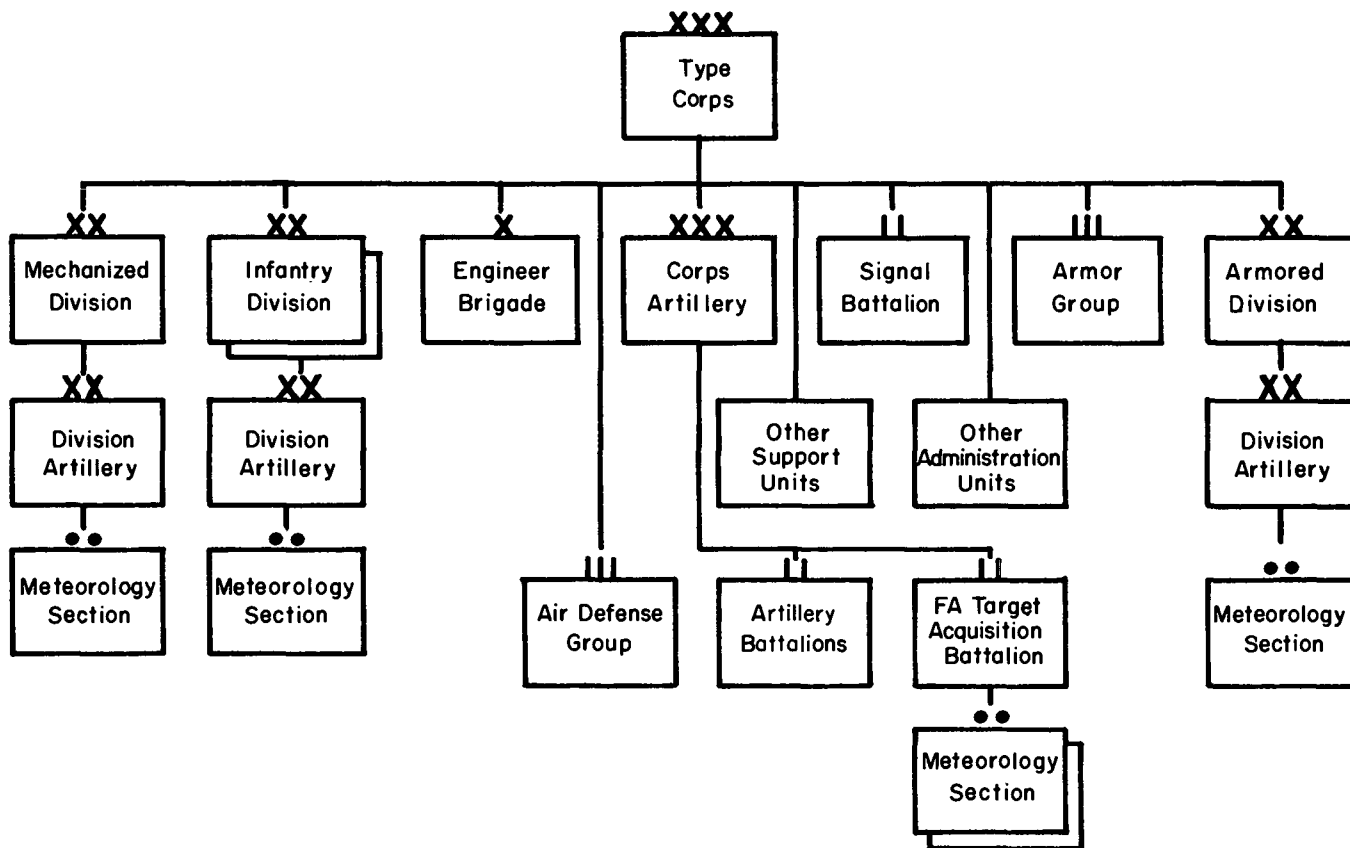 XXX
Type
Corps
XX
Mechanized
Division
XX
Infantry
Division
X
Engineer
Brigade
XXX
Corps
Artillery
II
Signal
Battalion
III
Armor
Group
XX
Armored
Division
XX
Division
Artillery
XX
Division
Artillery
Other
Support
Units
Other
Administration
Units
XX
Division
Artillery
●●
Meteorology
Section
●●
Meteorology
Section
III
Air Defense
Group
II
Artillery
Battalions
II
FA Target
Acquisition
Battalion
●●
Meteorology
Section
●●
Meteorology
Section